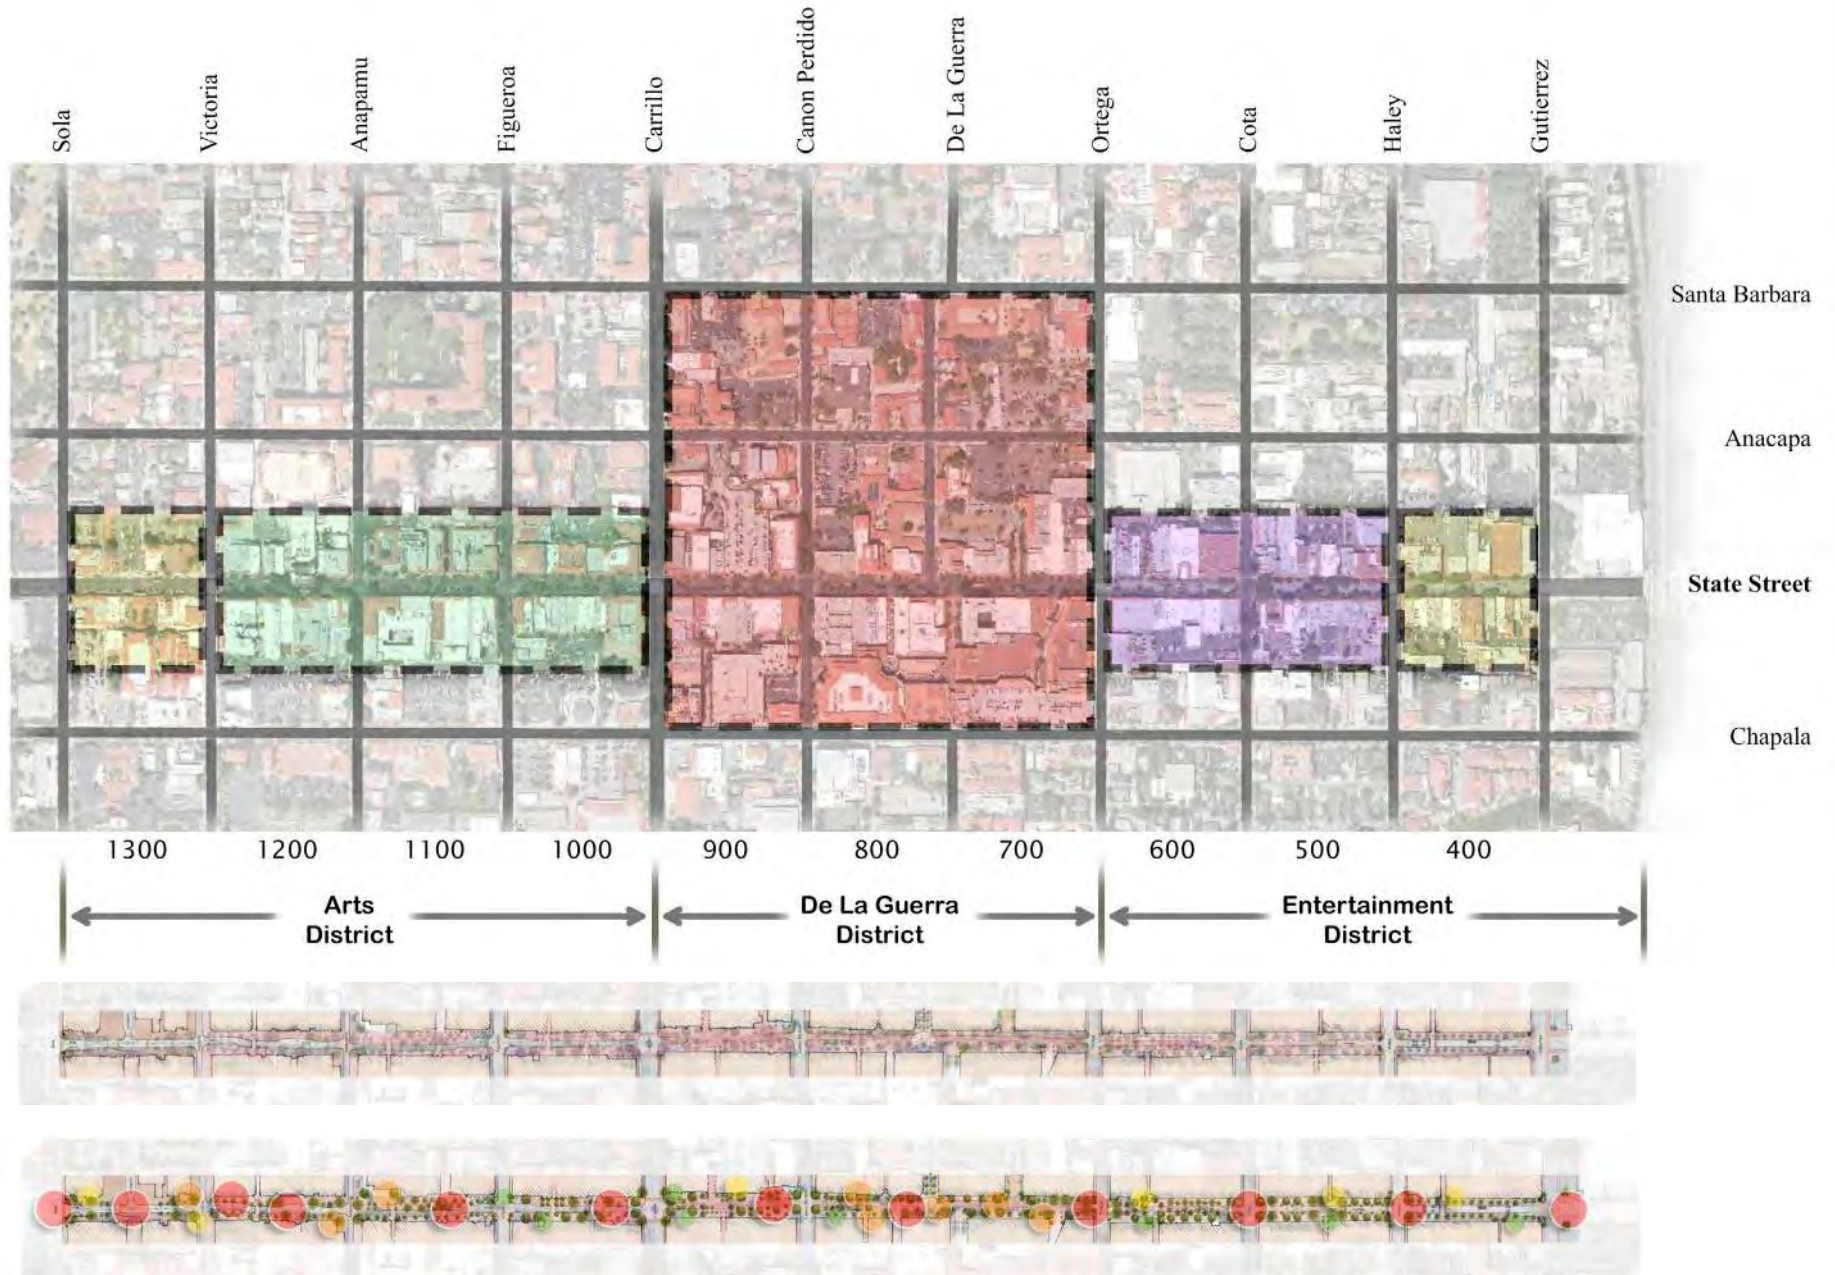 Sola
Victoria
Anapamu
Figueroa
Carrillo
Canon Perdido
De La Guerra
Ortega
Cota
Haley
Gutierrez
Santa Barbara
Anacapa
State Street
Chapala
1300 1200 1100 1000 900 800 700 600 500 400
Arts
District
De La Guerra
District
Entertainment
District